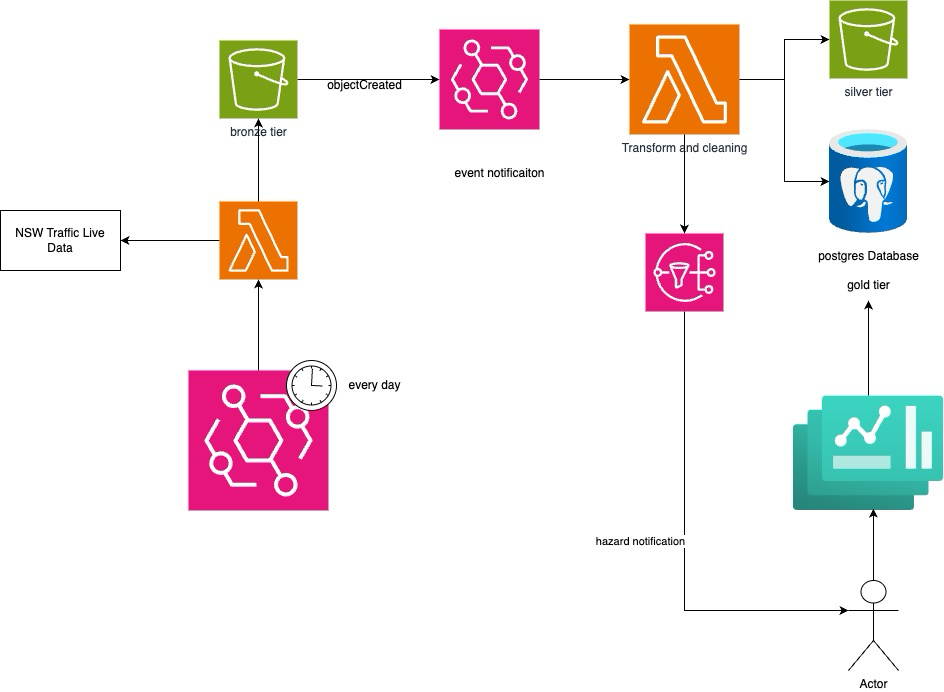 silver tier
objectCreated
bronze tier
Transform and cleaning
event notificaiton
NSW Traffic Live
Data
postgres Database
gold tier
every day
hazard notification
Actor